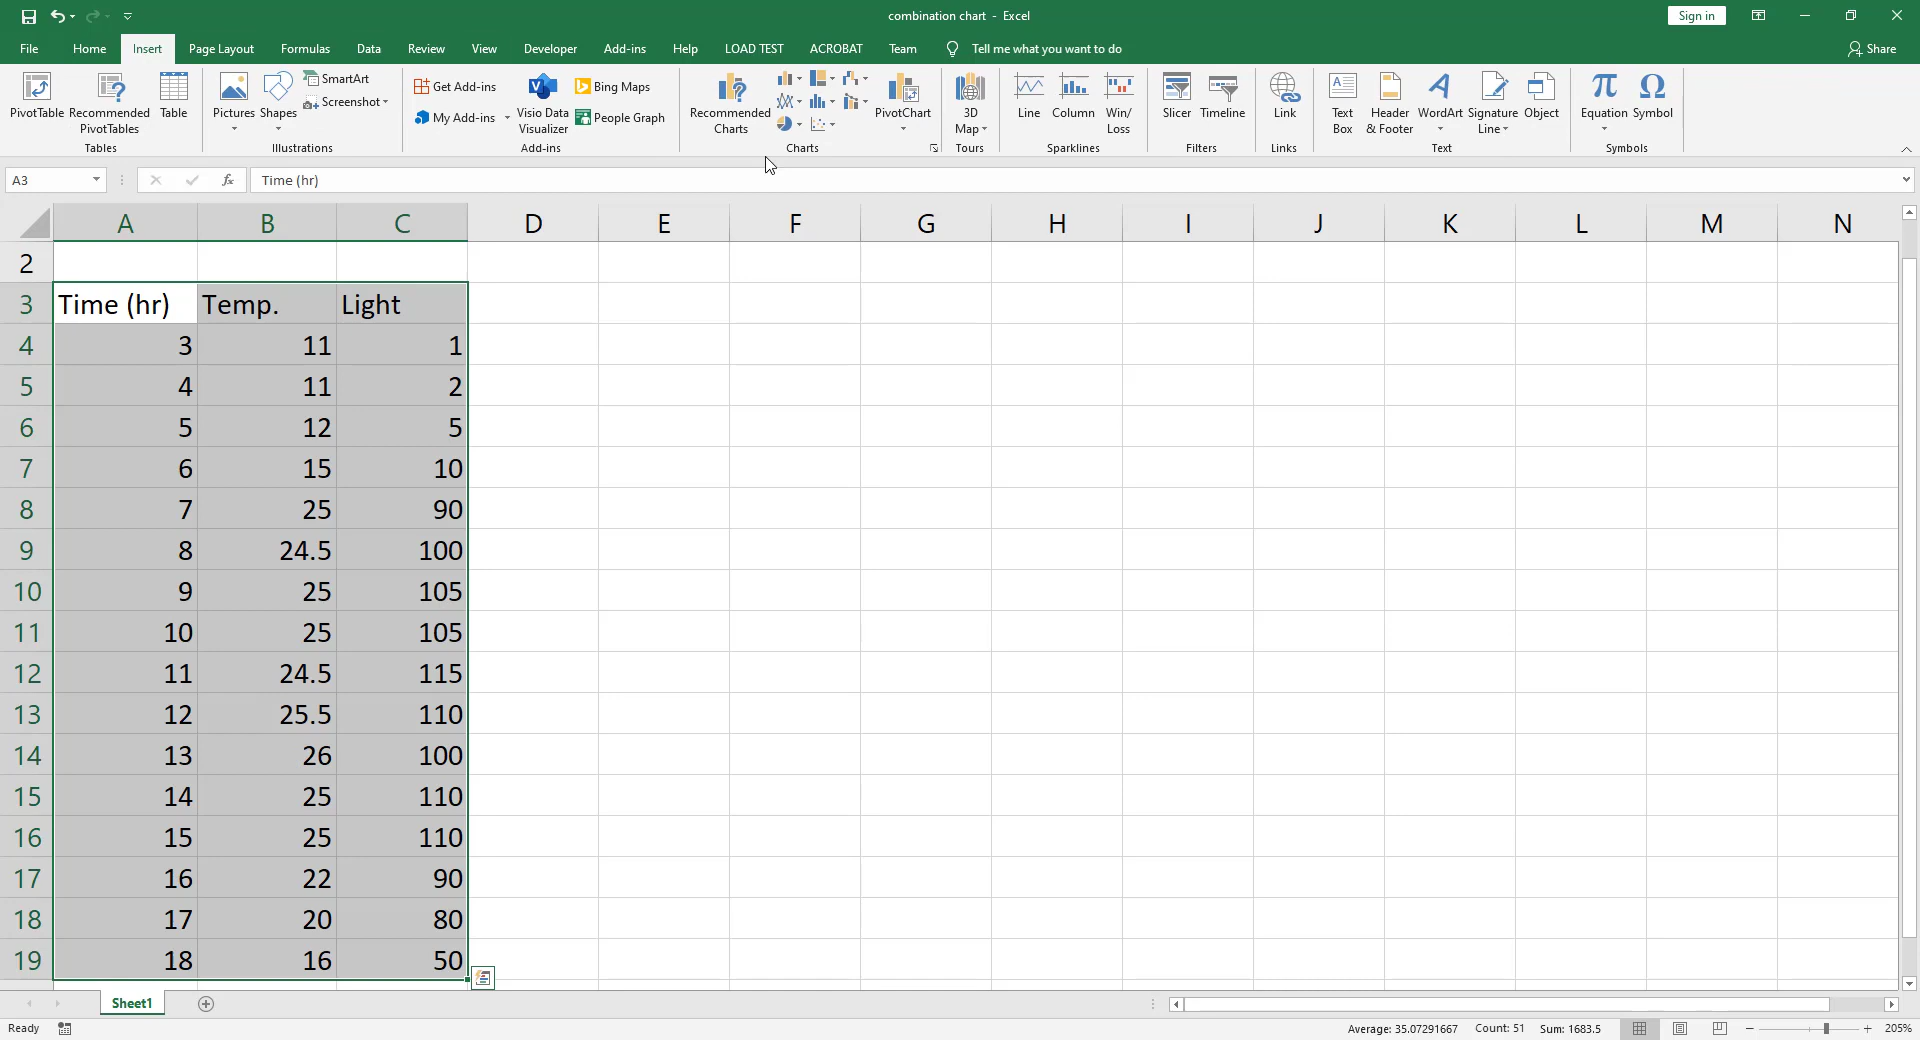 combination chart - Excel
Sign in
File Home Insert Page Layout Formulas Data Review View Developer Add-ins Help LOAD TEST ACROBAT Team Tell me what you want to do Share
PivotTable Recommended PivotTables Table
Tables
Pictures Shapes SmartArt Screenshot
Illustrations
Get Add-ins My Add-ins Visio Data Visualizer Bing Maps People Graph
Add-ins
Recommended Charts PivotChart
Charts
3D Map
Tours
Line Column Win/ Loss
Sparklines
Slicer Timeline
Filters
Link
Links
Text Box Header & Footer WordArt Signature Line Object
Text
Equation Symbol
Symbols
A3 fx Time (hr)
A B C D E F G H I J K L M N
2
3 Time (hr) Temp. Light
4 3 11 1
5 4 11 2
6 5 12 5
7 6 15 10
8 7 25 90
9 8 24.5 100
10 9 25 105
11 10 25 105
12 11 24.5 115
13 12 25.5 110
14 13 26 100
15 14 25 110
16 15 25 110
17 16 22 90
18 17 20 80
19 18 16 50
Sheet1
Ready Average: 35.07291667 Count: 51 Sum: 1683.5 205%